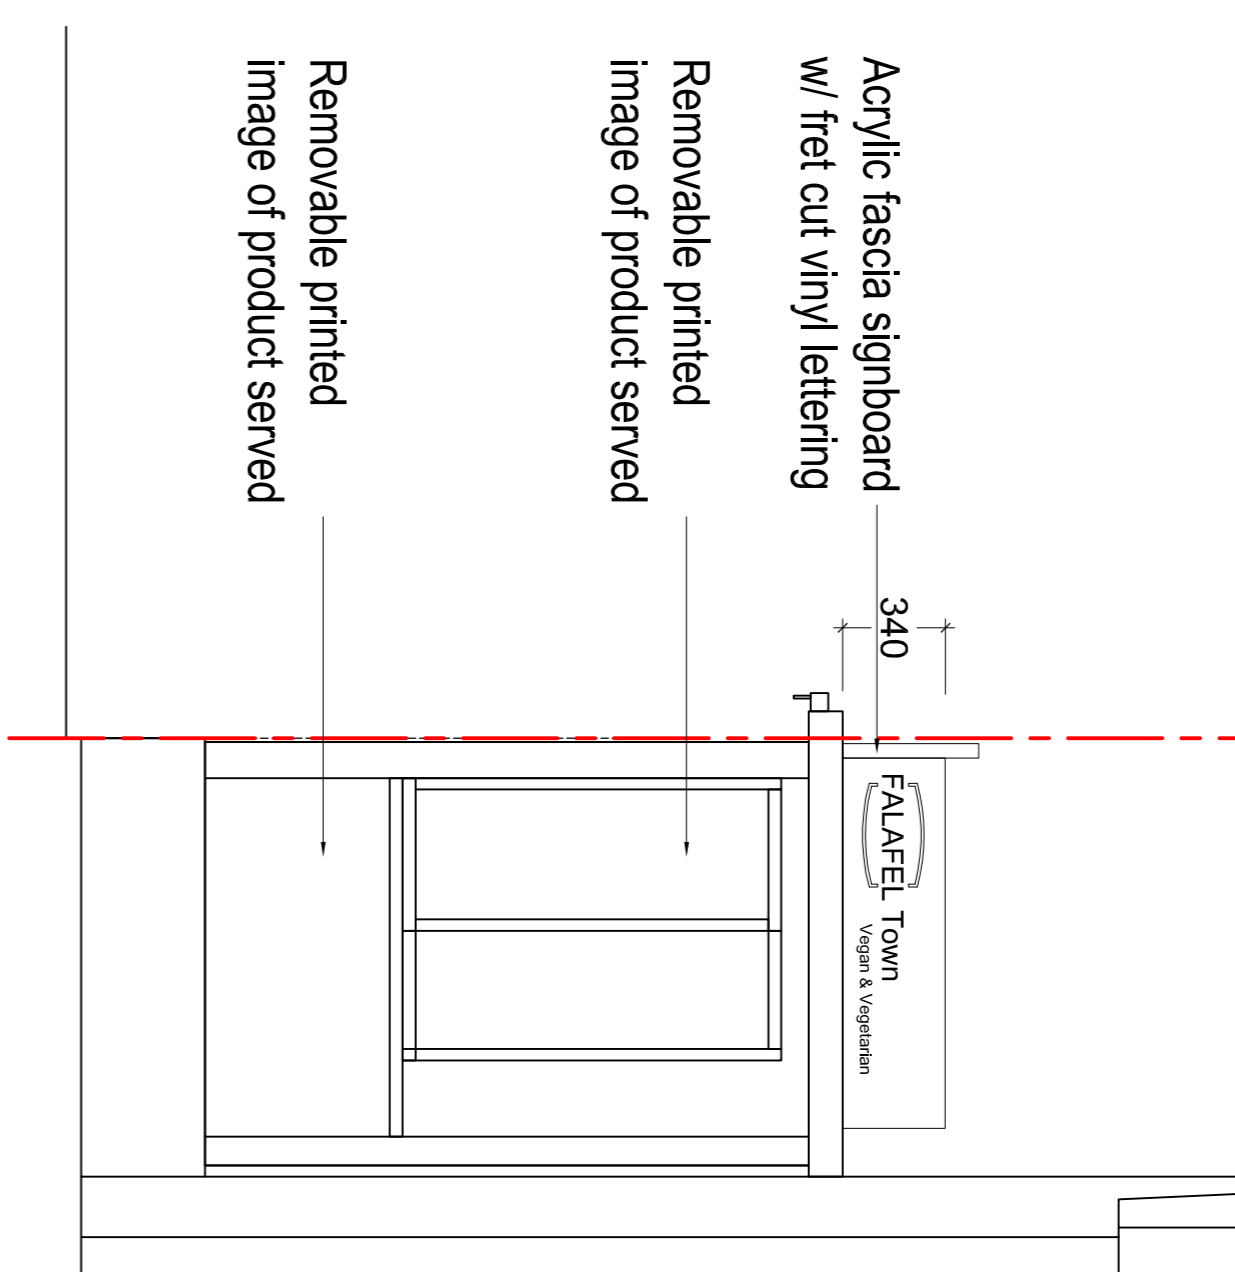 Acrylic fascia signboard
w/ fret cut vinyl lettering
340
FALAFEL Town
Vegan & Vegetarian
Removable printed
image of product served
Removable printed
image of product served